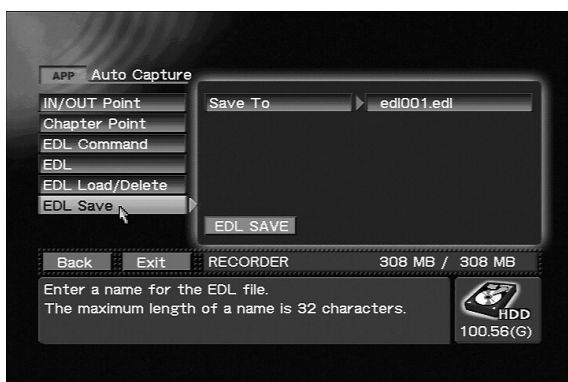 APP Auto Capture
IN/OUT Point
Chapter Point
EDL Command
EDL
EDL Load/Delete
EDL Save
Save To edl001.edl
EDL SAVE
Back Exit RECORDER 308 MB / 308 MB
Enter a name for the EDL file.
The maximum length of a name is 32 characters.
HDD
100.56(G)